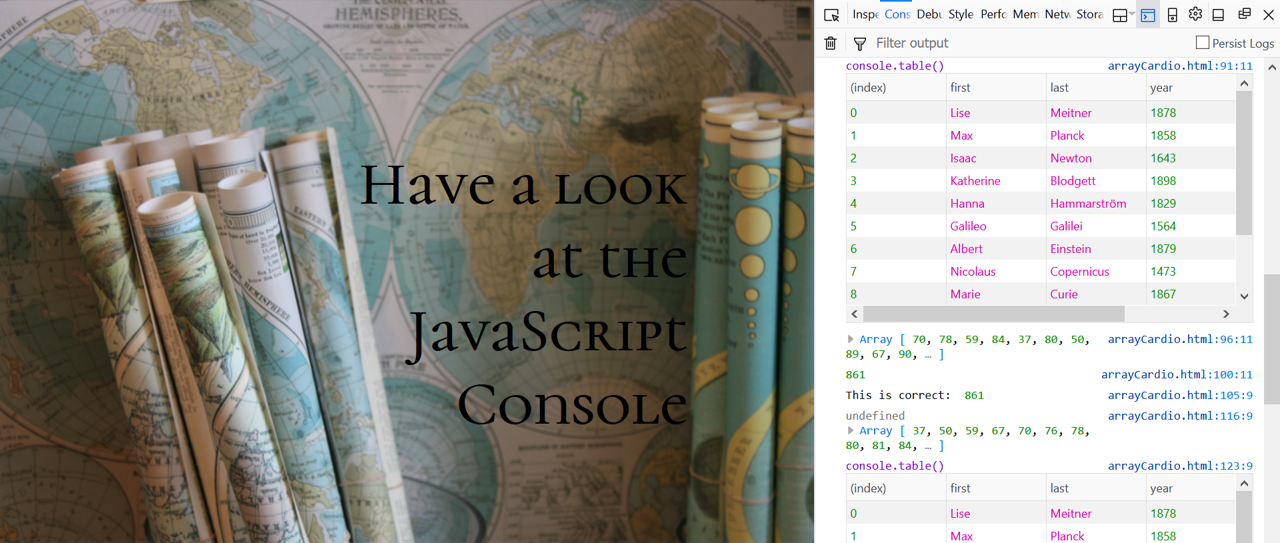 HEMISPHERES.
Have a look
at the
JavaScript
Console
HEMISPHERE
Inspe Cons Debu Style Perfo Mem Netw Stora
Filter output Persist Logs
console.table() arrayCardio.html:91:11
(index) first last year
0 Lise Meitner 1878
1 Max Planck 1858
2 Isaac Newton 1643
3 Katherine Blodgett 1898
4 Hanna Hammarström 1829
5 Galileo Galilei 1564
6 Albert Einstein 1879
7 Nicolaus Copernicus 1473
8 Marie Curie 1867
Array [ 70, 78, 59, 84, 37, 80, 50, arrayCardio.html:96:11
89, 67, 90, … ]
861 arrayCardio.html:100:11
This is correct: 861 arrayCardio.html:105:9
undefined arrayCardio.html:116:9
Array [ 37, 50, 59, 67, 70, 76, 78,
80, 81, 84, … ]
console.table() arrayCardio.html:123:9
(index) first last year
0 Lise Meitner 1878
1 Max Planck 1858